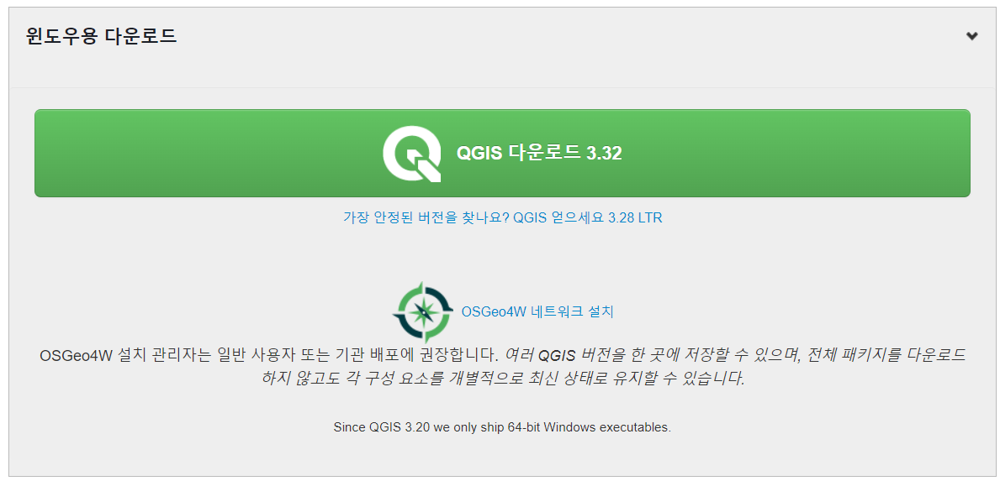 윈도우용 다운로드
QGIS 다운로드 3.32
가장 안정된 버전을 찾나요? QGIS 얻으세요 3.28 LTR
OSGeo4W 네트워크 설치
OSGeo4W 설치 관리자는 일반 사용자 또는 기관 배포에 권장합니다. 여러 QGIS 버전을 한 곳에 저장할 수 있으며, 전체 패키지를 다운로드
하지 않고도 각 구성 요소를 개별적으로 최신 상태로 유지할 수 있습니다.
Since QGIS 3.20 we only ship 64-bit Windows executables.